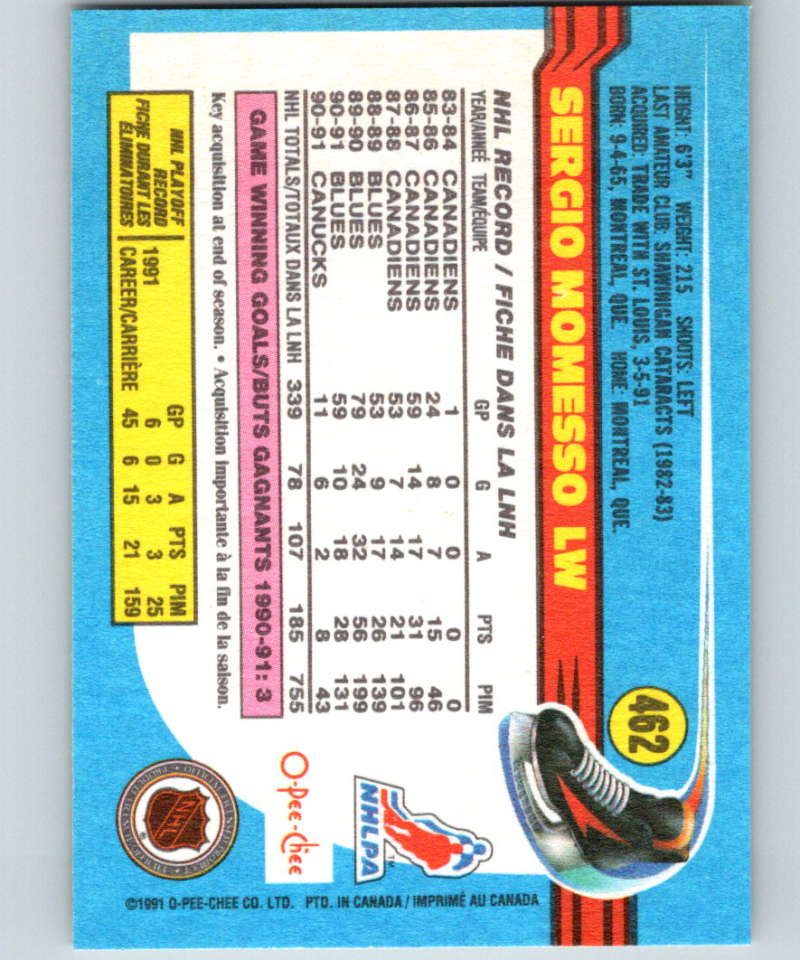 HEIGHT: 6'3" WEIGHT: 215 SHOOTS: LEFT
LAST AMATEUR CLUB: SHAWINIGAN CATARACTS (1982-83)
ACQUIRED: TRADE WITH ST. LOUIS, 3-5-91
BORN: 9-4-65, MONTREAL, QUE. HOME: MONTREAL, QUE.
462
SERGIO MOMESSO LW
NHL RECORD / FICHE DANS LA LNH
YEAR/ANNÉE TEAM/ÉQUIPE GP G A PTS PIM
83-84 CANADIENS 1 0 0 0 0
85-86 CANADIENS 24 8 7 15 46
86-87 CANADIENS 59 14 17 31 96
87-88 CANADIENS 53 7 14 21 101
88-89 BLUES 53 9 17 26 139
89-90 BLUES 79 24 32 56 199
90-91 BLUES 59 10 18 28 131
90-91 CANUCKS 11 6 2 8 43
NHL TOTALS/TOTAUX DANS LA LNH 339 78 107 185 755
GAME WINNING GOALS/BUTS GAGNANTS 1990-91: 3
Key acquisition at end of season. • Acquisition importante à la fin de la saison.
NHL PLAYOFF
RECORD
FICHE DURANT LES
ÉLIMINATOIRES
GP G A PTS PIM
1991 6 0 3 3 25
CAREER/CARRIÈRE 45 6 15 21 159
NHLPA
TM
O-Pee-Chee
NHL
©1991 O-PEE-CHEE CO. LTD. PTD. IN CANADA / IMPRIMÉ AU CANADA